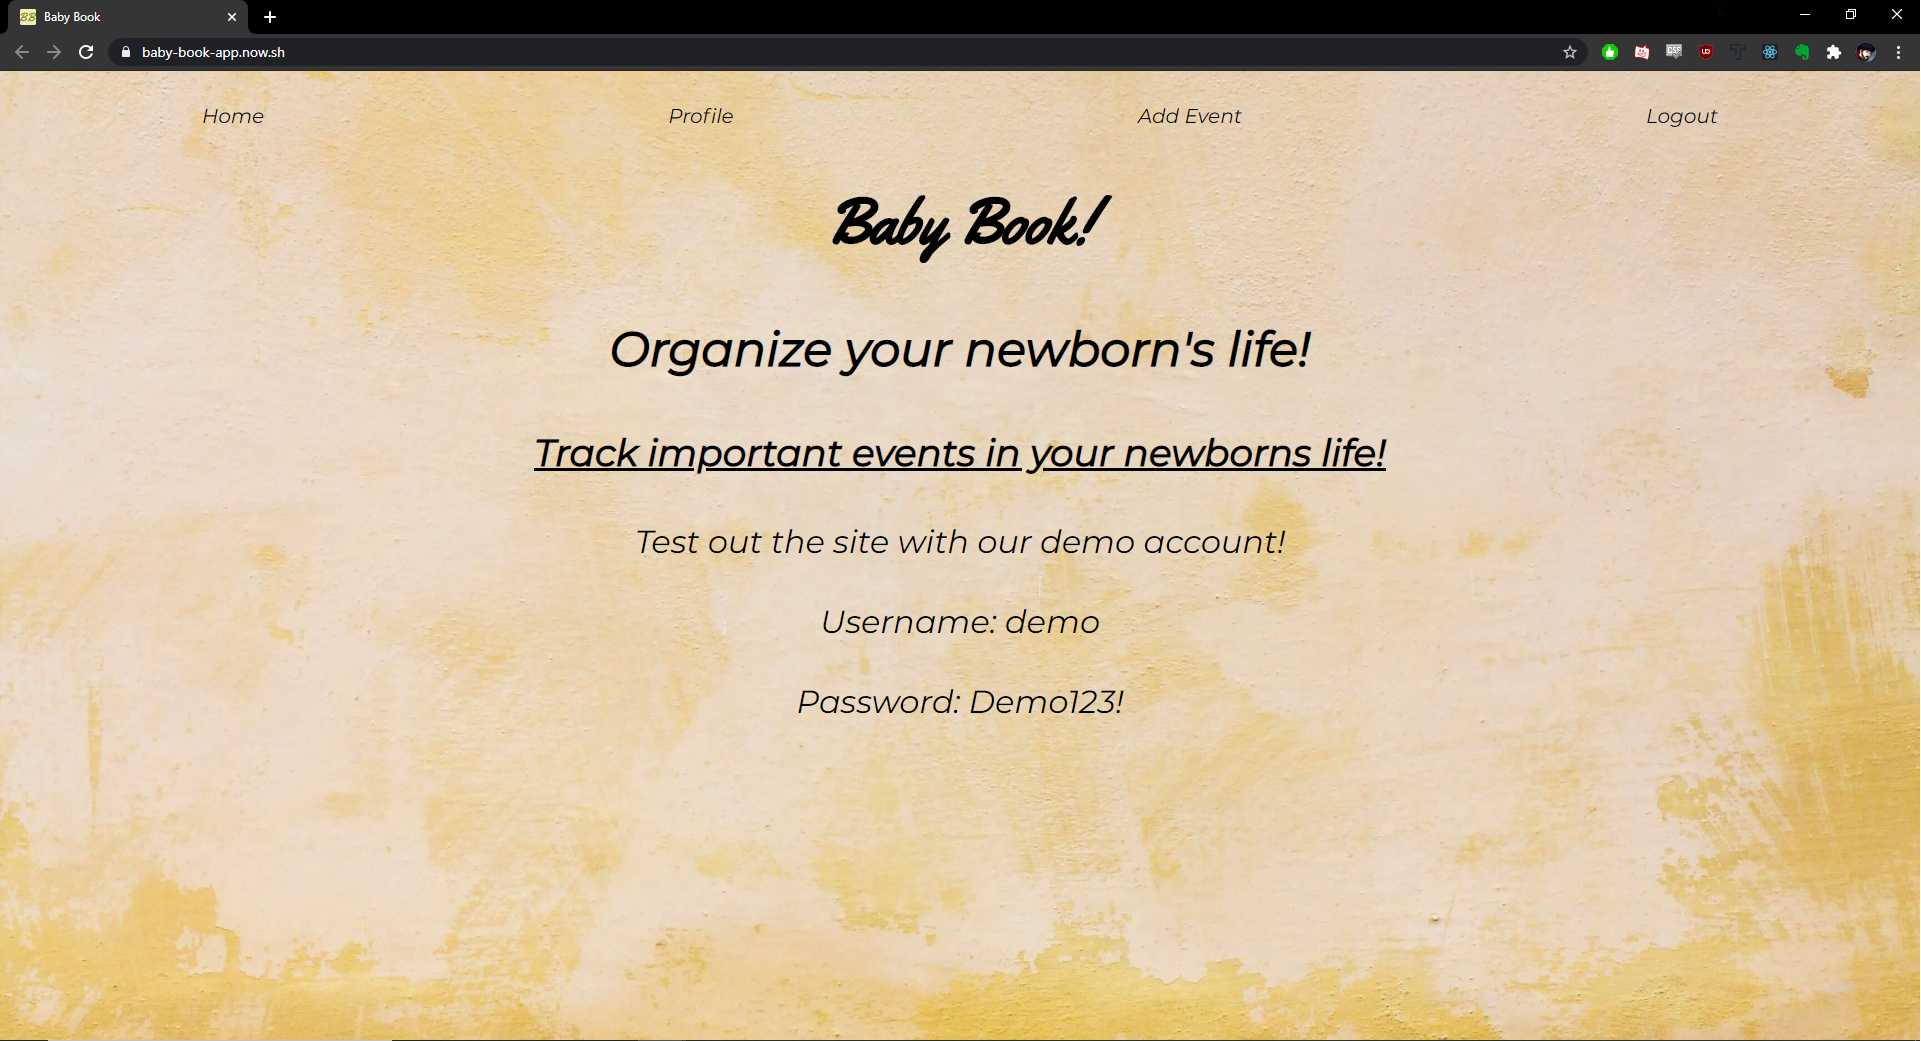 Baby Book
baby-book-app.now.sh
Home Profile Add Event Logout
Baby Book!
Organize your newborn's life!
Track important events in your newborns life!
Test out the site with our demo account!
Username: demo
Password: Demo123!